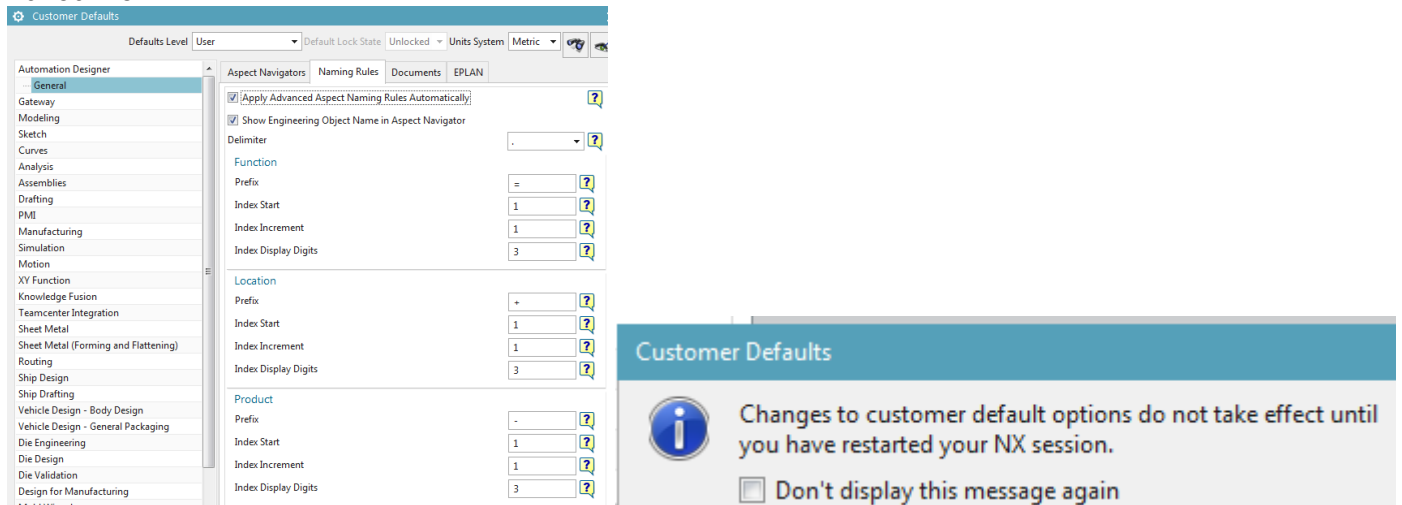 Customer Defaults
Defaults Level User Default Lock State Unlocked Units System Metric
Automation Designer
General
Gateway
Modeling
Sketch
Curves
Analysis
Assemblies
Drafting
PMI
Manufacturing
Simulation
Motion
XY Function
Knowledge Fusion
Teamcenter Integration
Sheet Metal
Sheet Metal (Forming and Flattening)
Routing
Ship Design
Ship Drafting
Vehicle Design - Body Design
Vehicle Design - General Packaging
Die Engineering
Die Design
Die Validation
Design for Manufacturing
Aspect Navigators Naming Rules Documents EPLAN
Apply Advanced Aspect Naming Rules Automatically ?
Show Engineering Object Name in Aspect Navigator
Delimiter . ?
Function
Prefix = ?
Index Start 1 ?
Index Increment 1 ?
Index Display Digits 3 ?
Location
Prefix + ?
Index Start 1 ?
Index Increment 1 ?
Index Display Digits 3 ?
Product
Prefix - ?
Index Start 1 ?
Index Increment 1 ?
Index Display Digits 3 ?
Customer Defaults
Changes to customer default options do not take effect until
you have restarted your NX session.
Don't display this message again